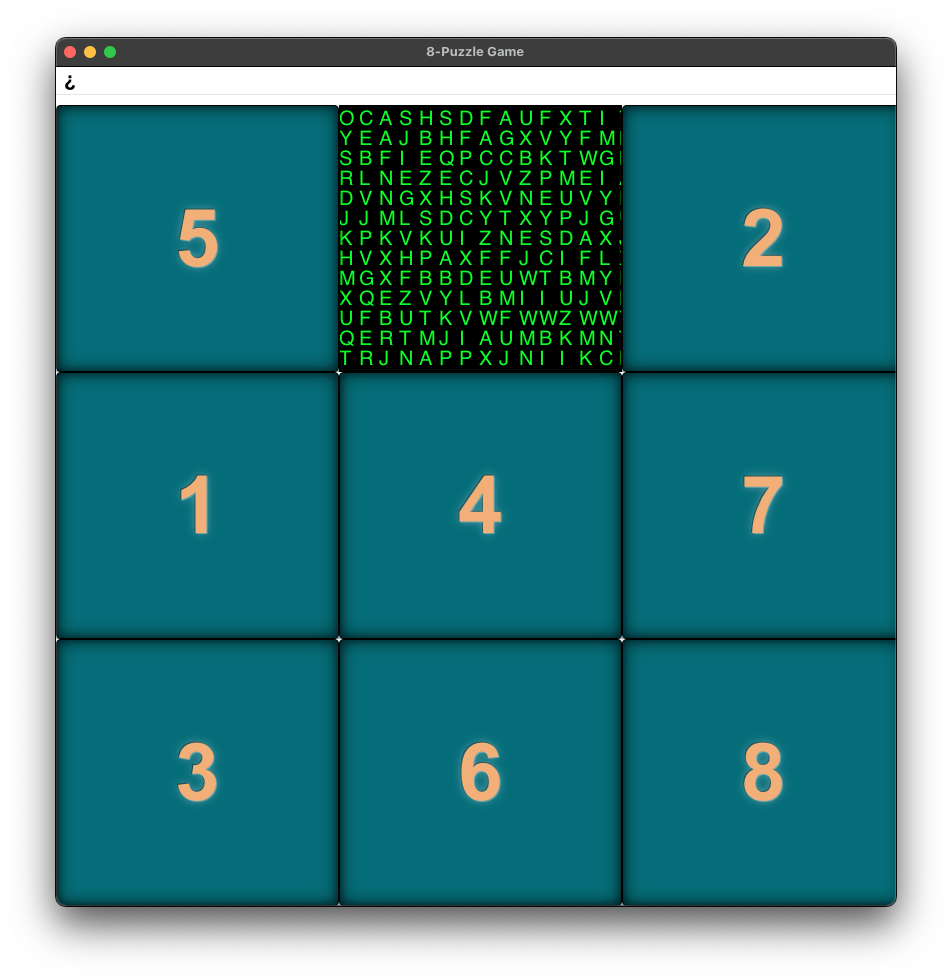 8-Puzzle Game
¿
5
OCASHSDFAUFXTI
YEAJBHFAGXVYFM
SBFIEQPCCBKTWG
RLNEZECJVZPMEI
DVNGXHSKVNEUVY
JJMLSDCYTXYPJG
KPKVKUIZNESDAX
HVXHPAXFFJCIFL
MGXFBBDEUWTBMY
XQEZVYLBMIIUJV
UFBUTKVWFWWZWW
QERTMJIAUMBKMN
TRJNAPPXJNIIKC
2
1 4 7
3 6 8